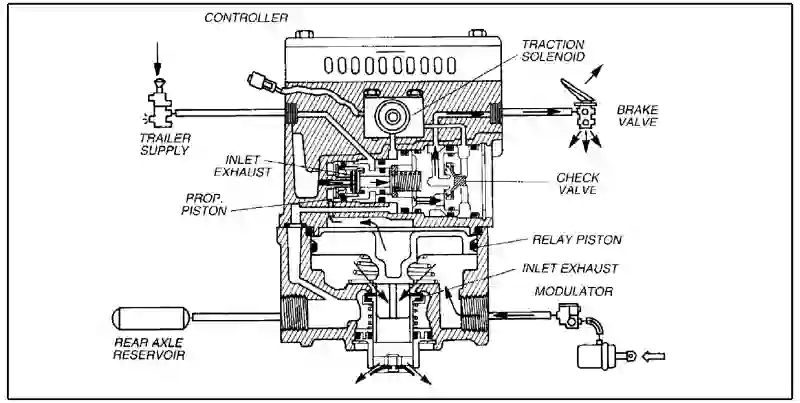 CONTROLLER
TRACTION
SOLENOID
TRAILER
SUPPLY
BRAKE
VALVE
INLET
EXHAUST
CHECK
VALVE
PROP.
PISTON
RELAY PISTON
INLET EXHAUST
MODULATOR
REAR AXLE
RESERVOIR